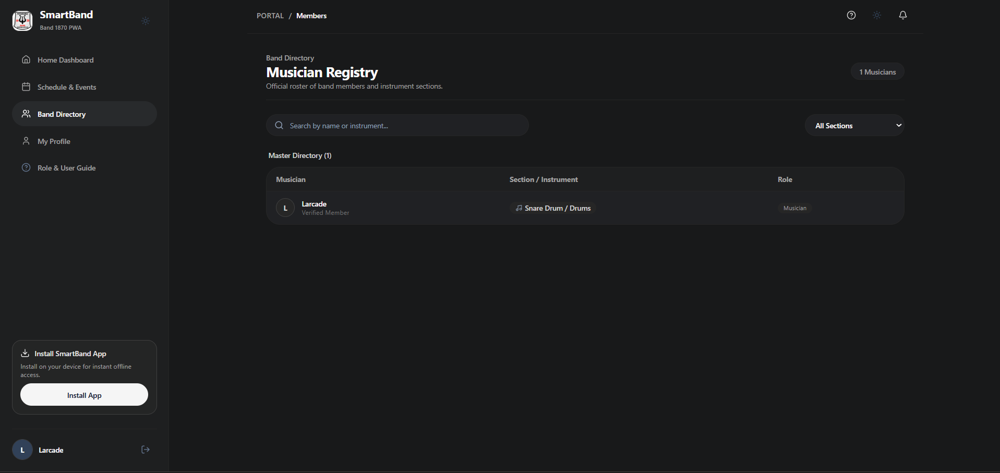 SmartBand
Band 1870 PWA
Home Dashboard
Schedule & Events
Band Directory
My Profile
Role & User Guide
Install SmartBand App
Install on your device for instant offline
access.
Install App
L
Larcade
PORTAL / Members
Band Directory
Musician Registry
Official roster of band members and instrument sections.
1 Musicians
Search by name or instrument...
All Sections
Master Directory (1)
Musician Section / Instrument Role
L
Larcade
Verified Member
Snare Drum / Drums
Musician